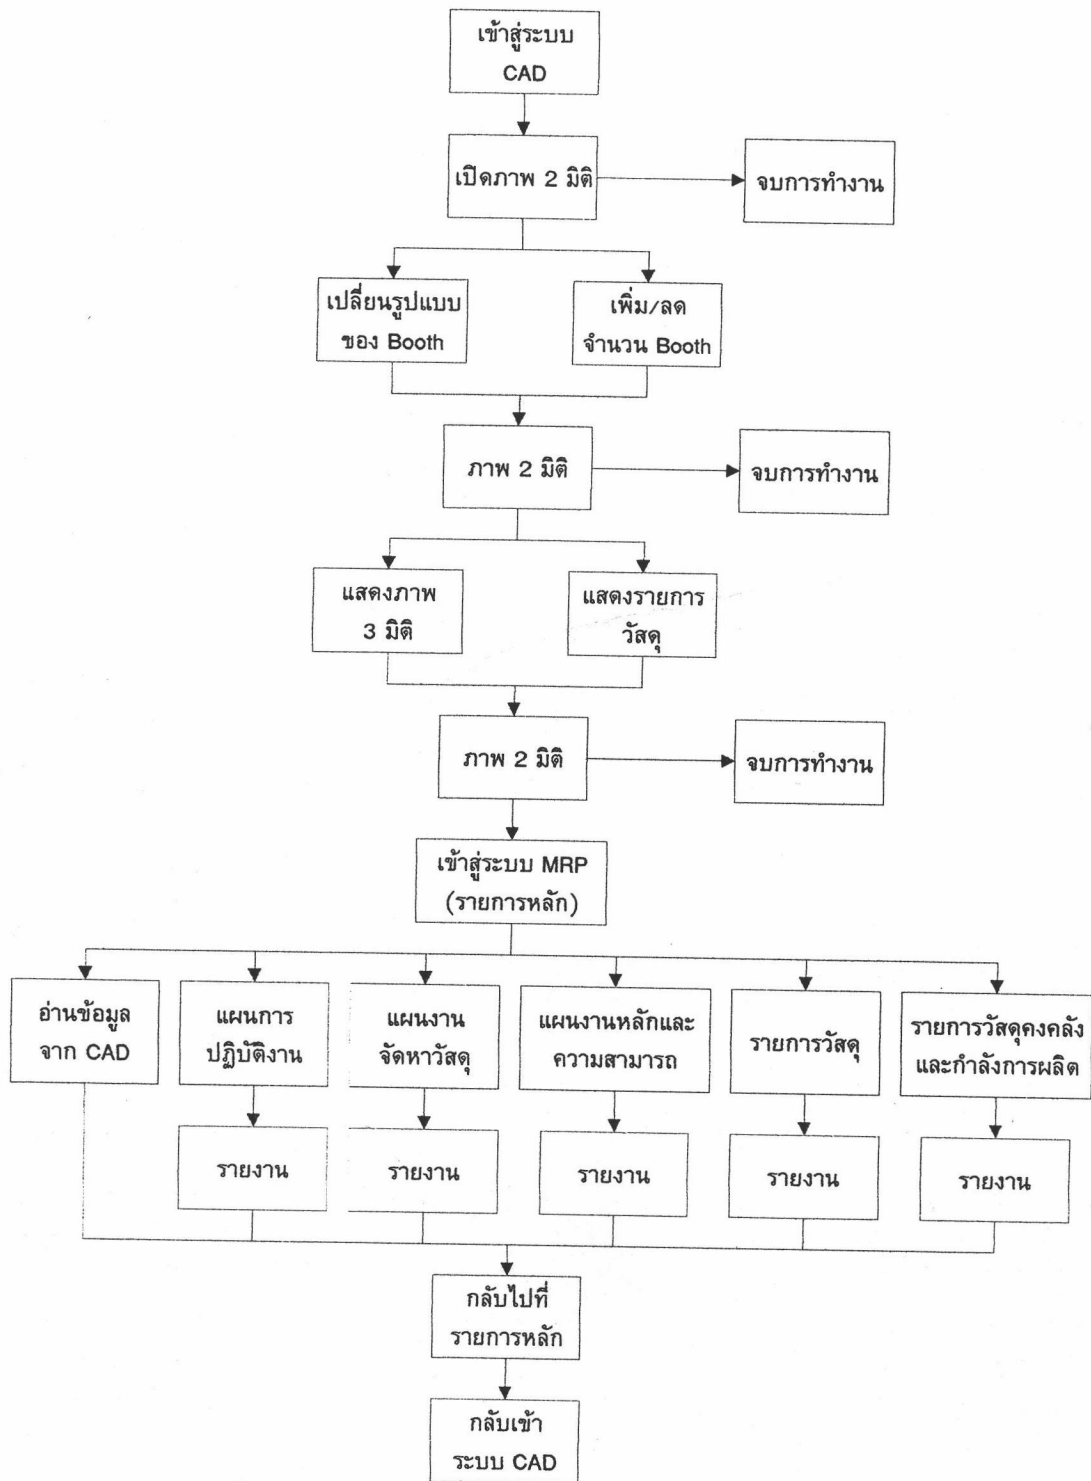 เข้าสู่ระบบ
CAD
เปิดภาพ 2 มิติ
จบการทำงาน
เปลี่ยนรูปแบบ
ของ Booth
เพิ่ม/ลด
จำนวน Booth
ภาพ 2 มิติ
จบการทำงาน
แสดงภาพ
3 มิติ
แสดงรายการ
วัสดุ
ภาพ 2 มิติ
จบการทำงาน
เข้าสู่ระบบ MRP
(รายการหลัก)
อ่านข้อมูล
จาก CAD
แผนการ
ปฏิบัติงาน
แผนงาน
จัดหาวัสดุ
แผนงานหลักและ
ความสามารถ
รายการวัสดุ
รายการวัสดุคงคลัง
และกำลังการผลิต
รายงาน
รายงาน
รายงาน
รายงาน
รายงาน
กลับไปที่
รายการหลัก
กลับเข้า
ระบบ CAD